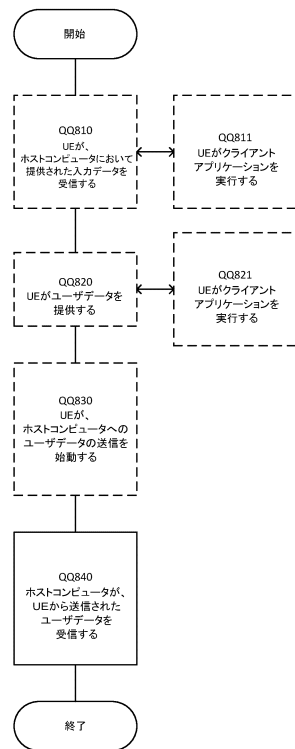 開始
QQ810
UEが、
ホストコンピュータにおいて
提供された入力データを
受信する
QQ811
UEがクライアント
アプリケーションを
実行する
QQ820
UEがユーザデータを
提供する
QQ821
UEがクライアント
アプリケーションを
実行する
QQ830
UEが、
ホストコンピュータへの
ユーザデータの送信を
始動する
QQ840
ホストコンピュータが、
UEから送信された
ユーザデータを
受信する
終了